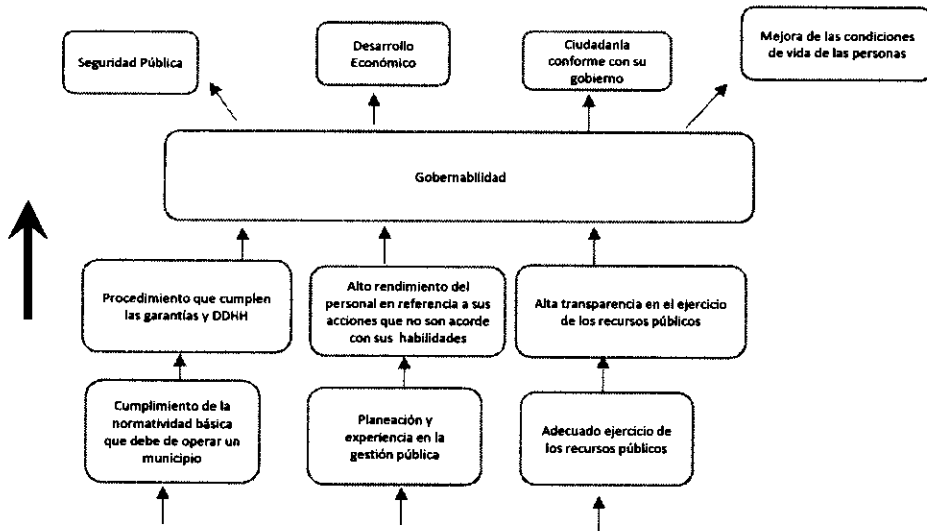 Seguridad Pública
Desarrollo
Económico
Ciudadanía
conforme con su
gobierno
Mejora de las condiciones
de vida de las personas
Gobernabilidad
Procedimiento que cumplen
las garantías y DDHH
Alto rendimiento del
personal en referencia a sus
acciones que no son acorde
con sus habilidades
Alta transparencia en el ejercicio
de los recursos públicos
Cumplimiento de la
normatividad básica
que debe de operar un
municipio
Planeación y
experiencia en la
gestión pública
Adecuado ejercicio de
los recursos públicos